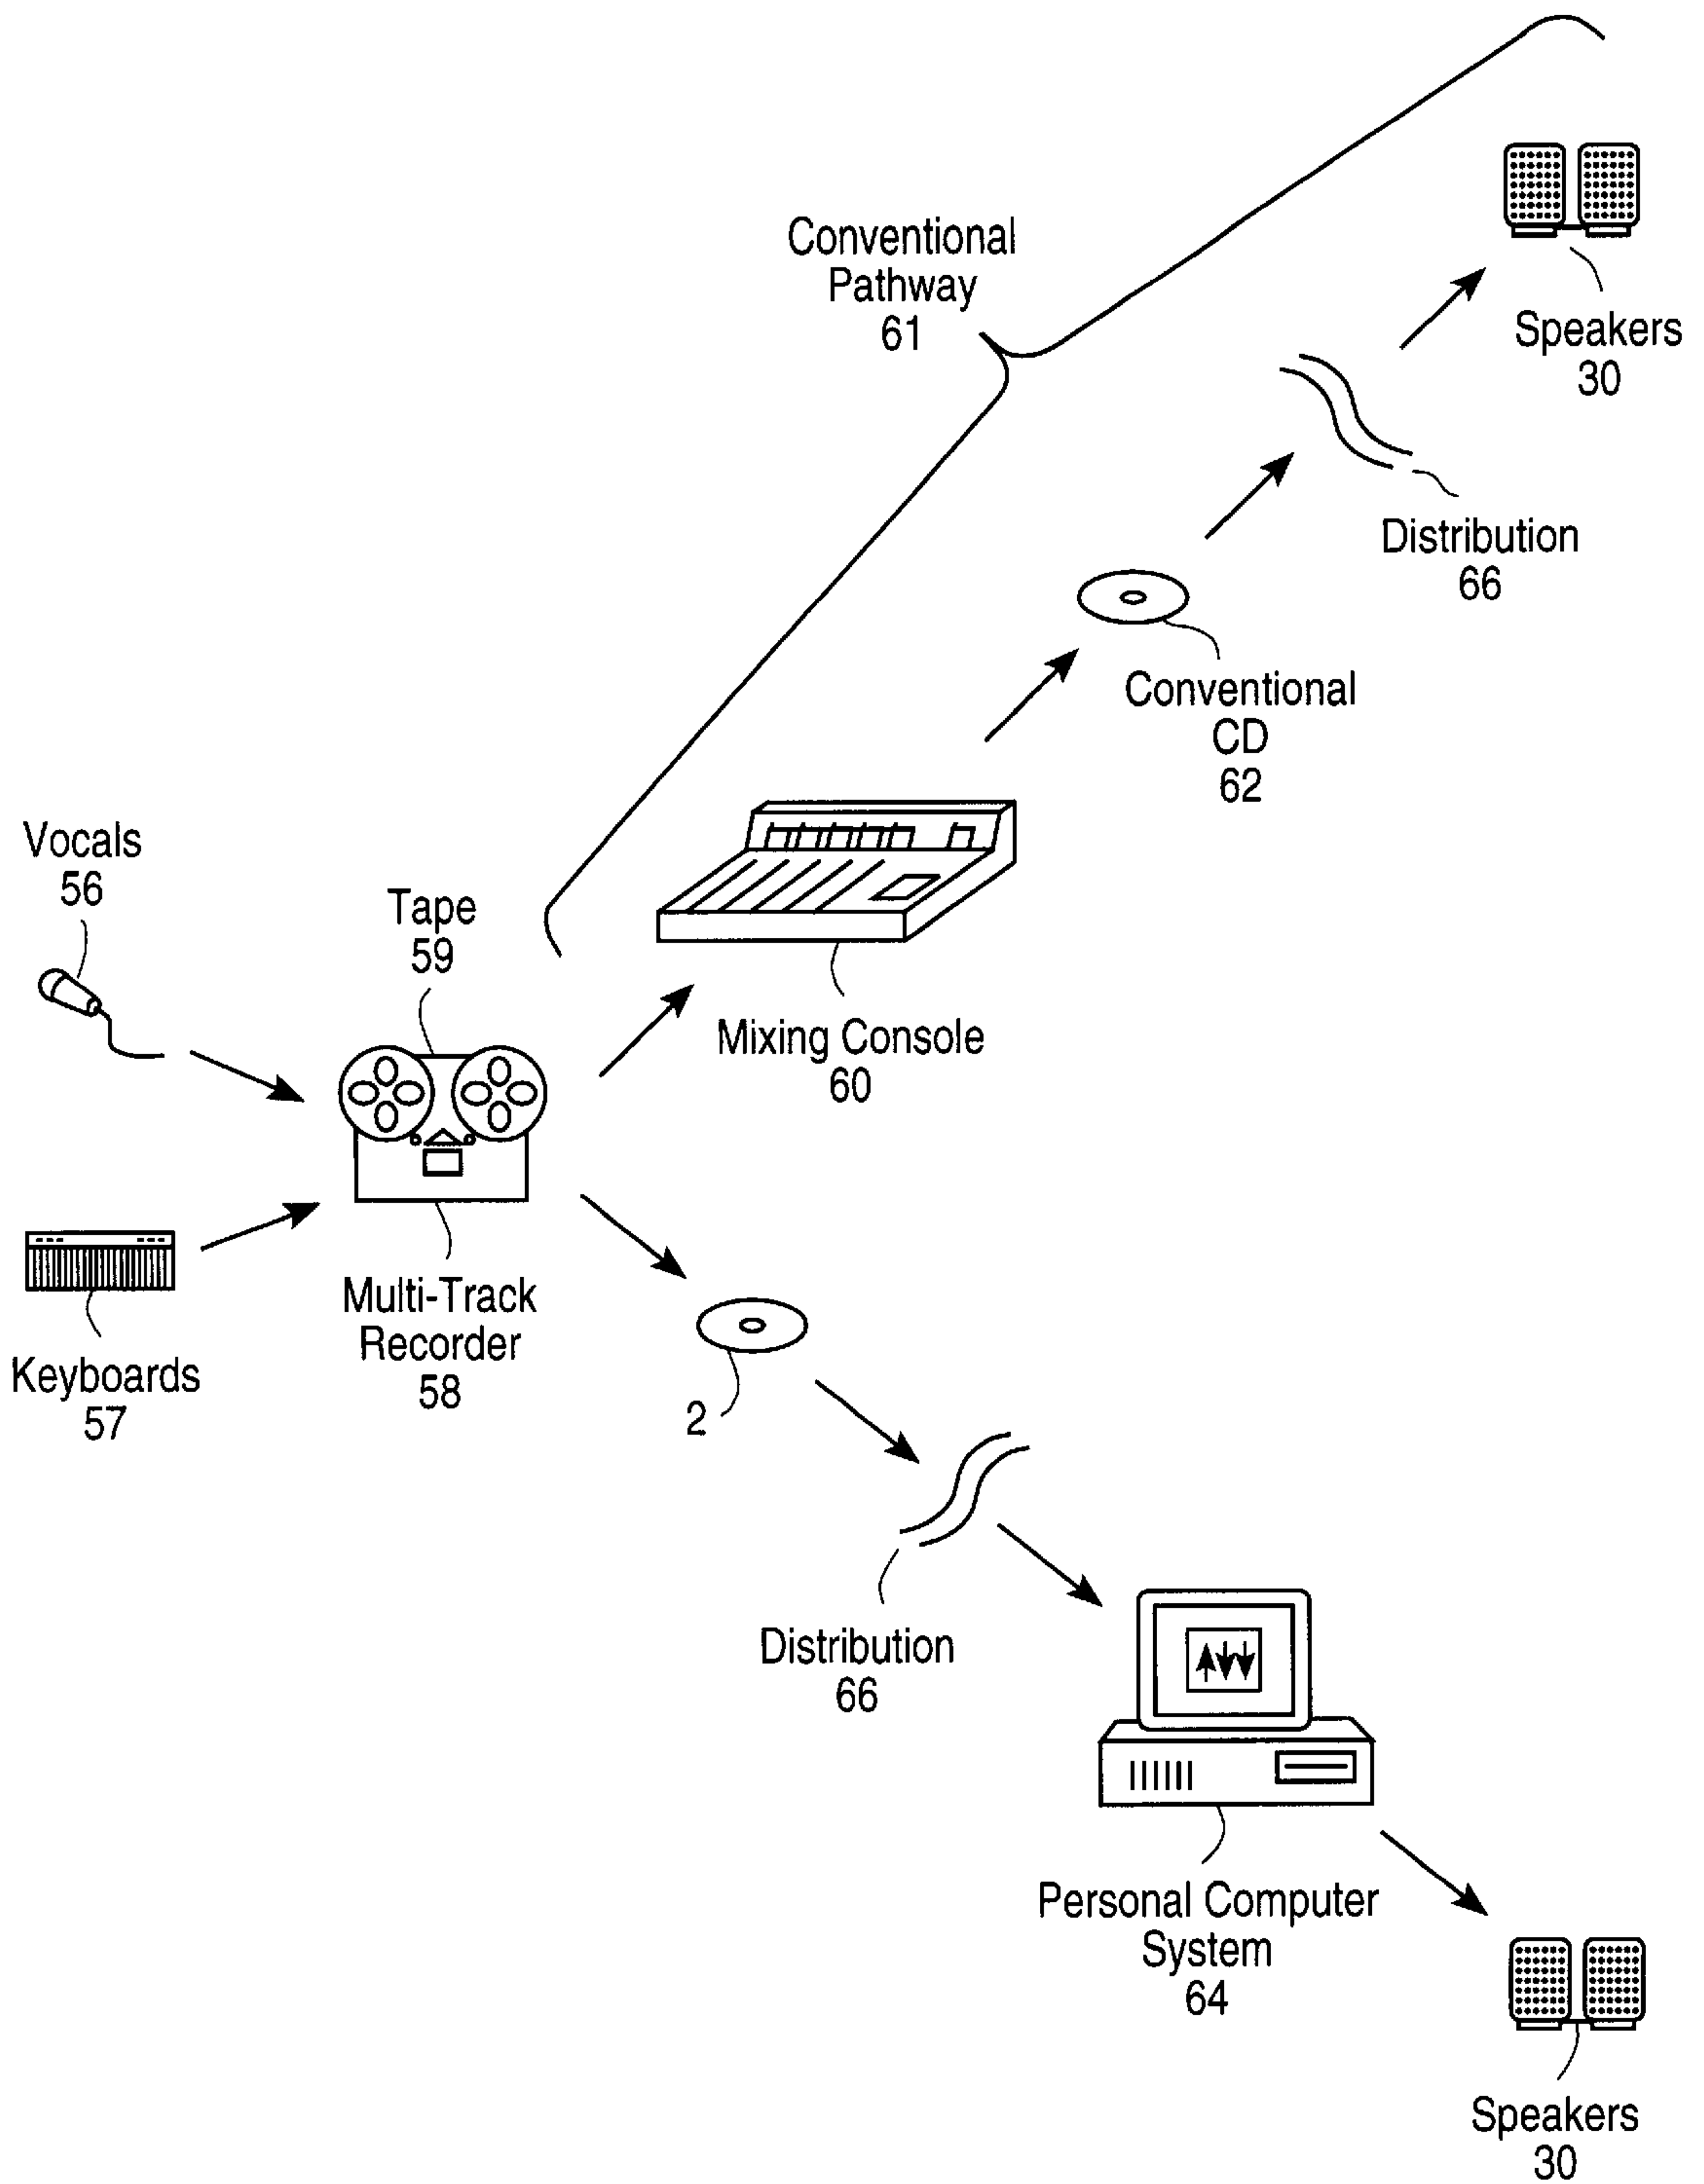 Conventional
Pathway
61
Speakers
30
Distribution
66
Conventional
CD
62
Vocals
56
Tape
59
Mixing Console
60
Multi-Track
Recorder
58
Keyboards
57
2
Distribution
66
Personal Computer
System
64
Speakers
30